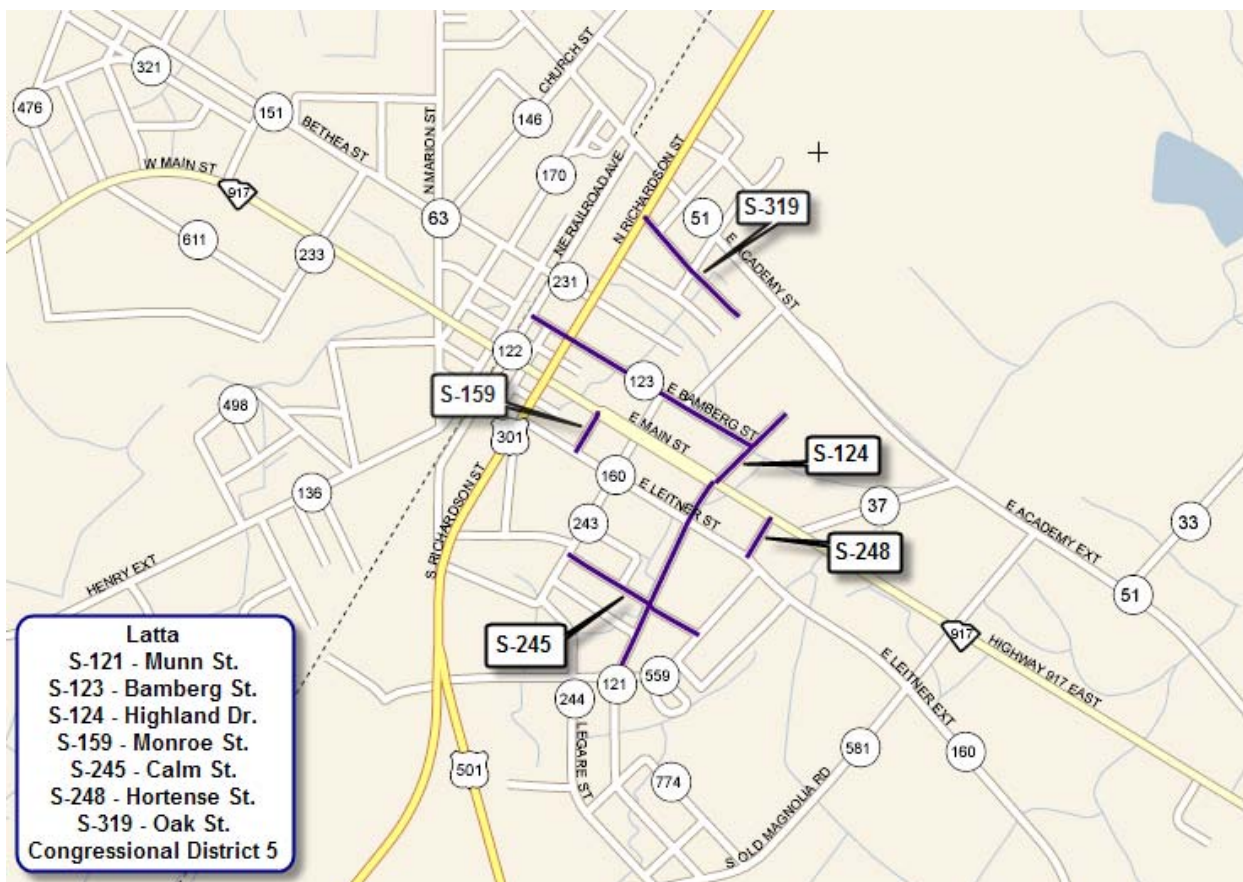 CHURCH ST
321
476
151
146
BETHEA ST
N MARION ST
W MAIN ST
170
NE RAILROAD AVE
N RICHARDSON ST
917
63
51
S-319
611
233
E ACADEMY ST
231
122
123
S-159
E BAMBERG ST
498
E MAIN ST
301
S-124
160
136
E LEITNER ST
37
243
33
S RICHARDSON ST
S-248
E ACADEMY EXT
HENRY EXT
51
S-245
917
HIGHWAY 917 EAST
121
559
244
E LEITNER EXT
LEGARE ST
581
160
501
774
S OLD MAGNOLIA RD
Latta
S-121 - Munn St.
S-123 - Bamberg St.
S-124 - Highland Dr.
S-159 - Monroe St.
S-245 - Calm St.
S-248 - Hortense St.
S-319 - Oak St.
Congressional District 5